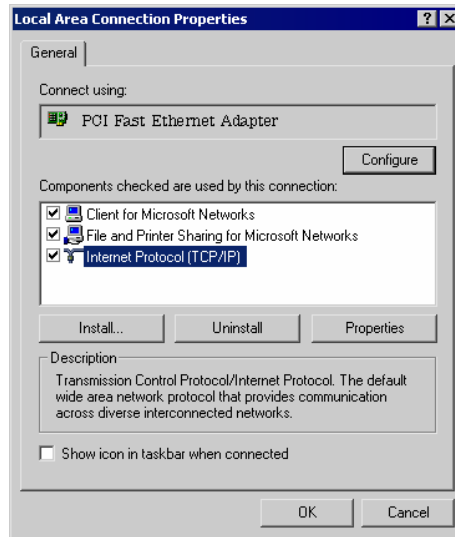 Local Area Connection Properties
General
Connect using:
PCI Fast Ethernet Adapter
Configure
Components checked are used by this connection:
Client for Microsoft Networks
File and Printer Sharing for Microsoft Networks
Internet Protocol (TCP/IP)
Install... Uninstall Properties
Description
Transmission Control Protocol/Internet Protocol. The default
wide area network protocol that provides communication
across diverse interconnected networks.
Show icon in taskbar when connected
OK Cancel